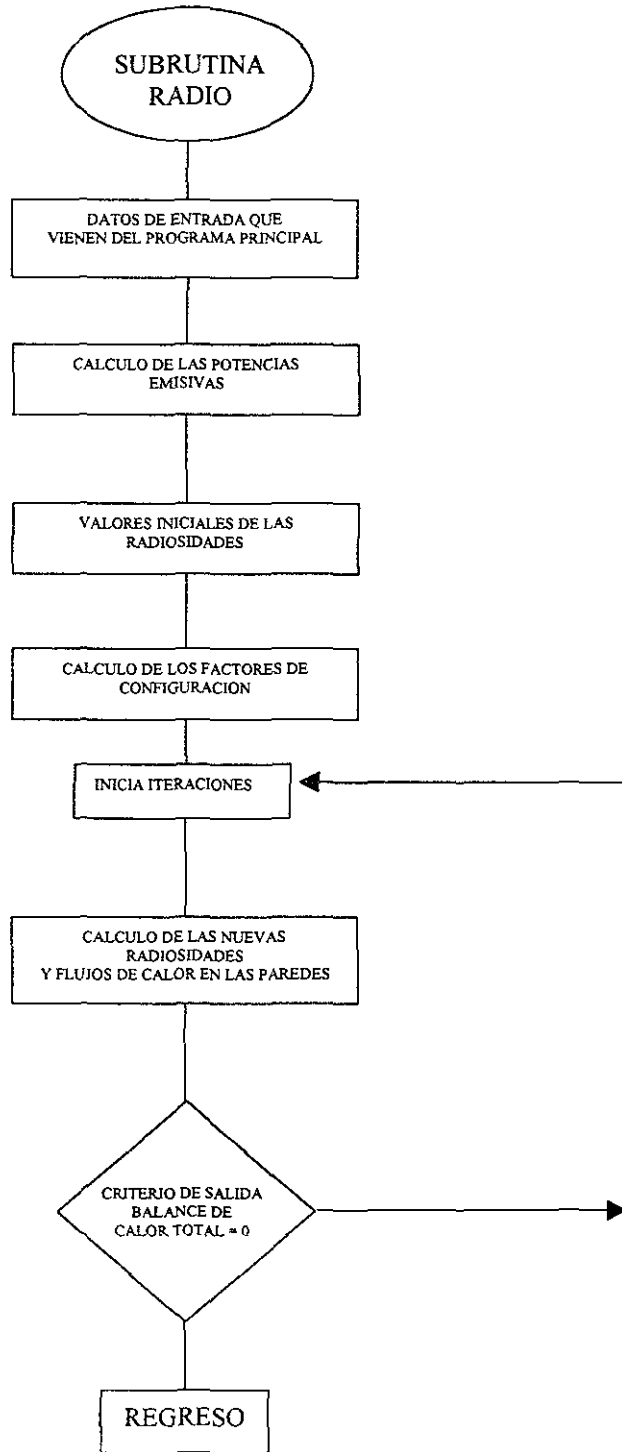 SUBRUTINA
RADIO
DATOS DE ENTRADA QUE
VIENEN DEL PROGRAMA PRINCIPAL
CALCULO DE LAS POTENCIAS
EMISIVAS
VALORES INICIALES DE LAS
RADIOSIDADES
CALCULO DE LOS FACTORES DE
CONFIGURACION
INICIA ITERACIONES
CALCULO DE LAS NUEVAS
RADIOSIDADES
Y FLUJOS DE CALOR EN LAS PAREDES
CRITERIO DE SALIDA
BALANCE DE
CALOR TOTAL = 0
REGRESO